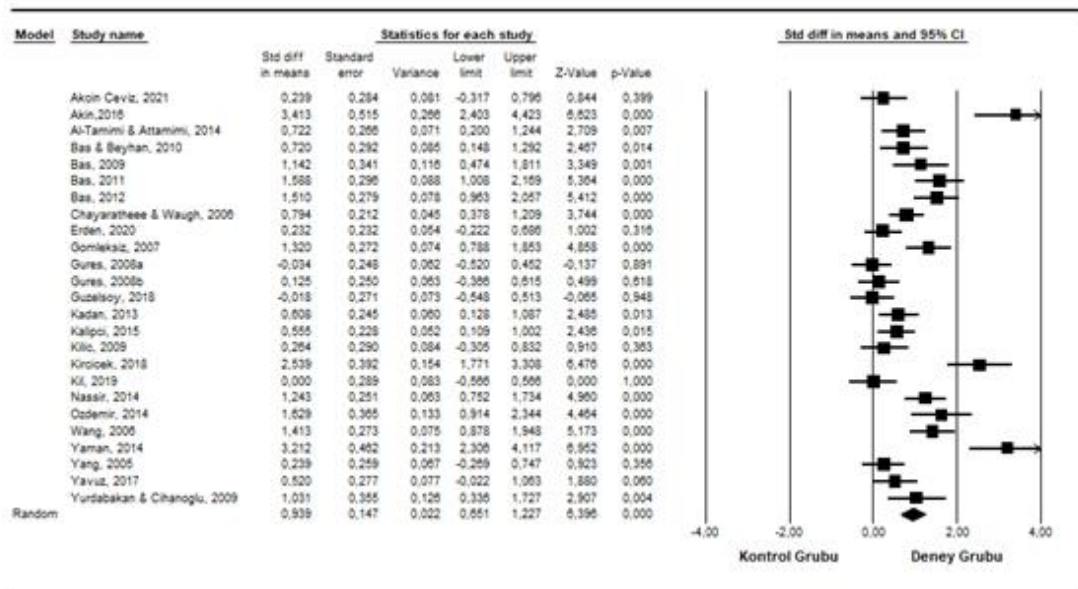 Model Study name Statistics for each study Std diff in means and 95% CI
Std diff Standard Lower Upper
in means error Variance limit limit Z-Value p-Value
Akoin Ceviz, 2021 0,239 0,284 0,081 -0,317 0,796 0,844 0,399
Akin,2016 3,413 0,515 0,266 2,403 4,423 6,623 0,000
Al-Tamimi & Attamimi, 2014 0,722 0,266 0,071 0,200 1,244 2,709 0,007
Bas & Beyhan, 2010 0,720 0,292 0,085 0,148 1,292 2,467 0,014
Bas, 2009 1,142 0,341 0,116 0,474 1,811 3,349 0,001
Bas, 2011 1,588 0,296 0,088 1,008 2,169 5,364 0,000
Bas, 2012 1,510 0,279 0,078 0,963 2,057 5,412 0,000
Chayaratheee & Waugh, 2006 0,794 0,212 0,045 0,378 1,209 3,744 0,000
Erden, 2020 0,232 0,232 0,054 -0,222 0,686 1,002 0,316
Gomleksiz, 2007 1,320 0,272 0,074 0,788 1,853 4,858 0,000
Gures, 2008a -0,034 0,248 0,062 -0,520 0,452 -0,137 0,891
Gures, 2008b 0,125 0,250 0,063 -0,366 0,615 0,499 0,618
Guzelsoy, 2018 -0,018 0,271 0,073 -0,548 0,513 -0,065 0,948
Kadan, 2013 0,608 0,245 0,060 0,128 1,087 2,485 0,013
Kalipci, 2015 0,555 0,228 0,052 0,109 1,002 2,436 0,015
Kilic, 2009 0,264 0,290 0,084 -0,305 0,832 0,910 0,363
Kircicek, 2018 2,539 0,392 0,154 1,771 3,308 6,476 0,000
Kil, 2019 0,000 0,289 0,083 -0,566 0,566 0,000 1,000
Nassir, 2014 1,243 0,251 0,063 0,752 1,734 4,960 0,000
Ozdemir, 2014 1,629 0,365 0,133 0,914 2,344 4,464 0,000
Wang, 2006 1,413 0,273 0,075 0,878 1,948 5,173 0,000
Yaman, 2014 3,212 0,462 0,213 2,306 4,117 6,952 0,000
Yang, 2005 0,239 0,259 0,067 -0,269 0,747 0,923 0,356
Yavuz, 2017 0,520 0,277 0,077 -0,022 1,063 1,880 0,060
Yurdabakan & Cihanoglu, 2009 1,031 0,355 0,126 0,336 1,727 2,907 0,004
Random 0,939 0,147 0,022 0,651 1,227 6,396 0,000
-4,00 -2,00 0,00 2,00 4,00
Kontrol Grubu Deney Grubu